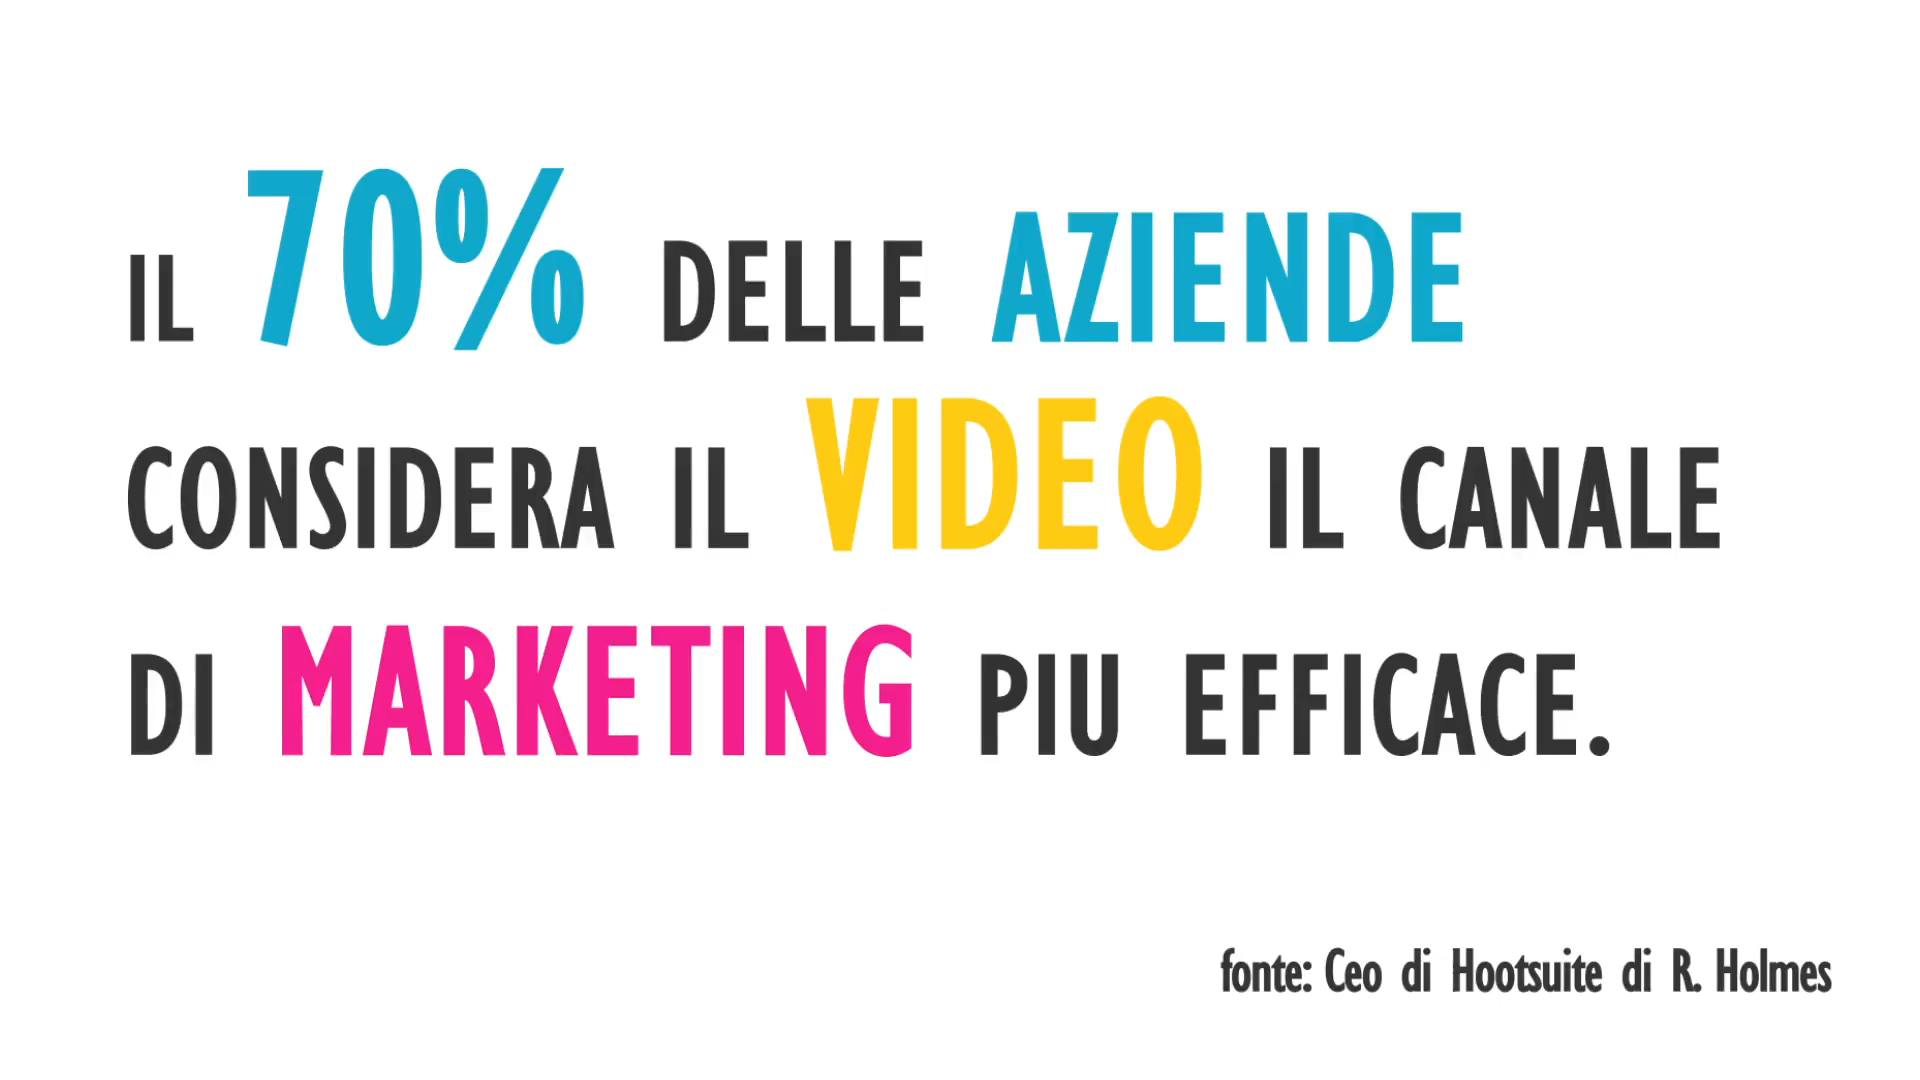 IL 70% DELLE AZIENDE
CONSIDERA IL VIDEO IL CANALE
DI MARKETING PIU EFFICACE.
fonte: Ceo di Hootsuite di R. Holmes